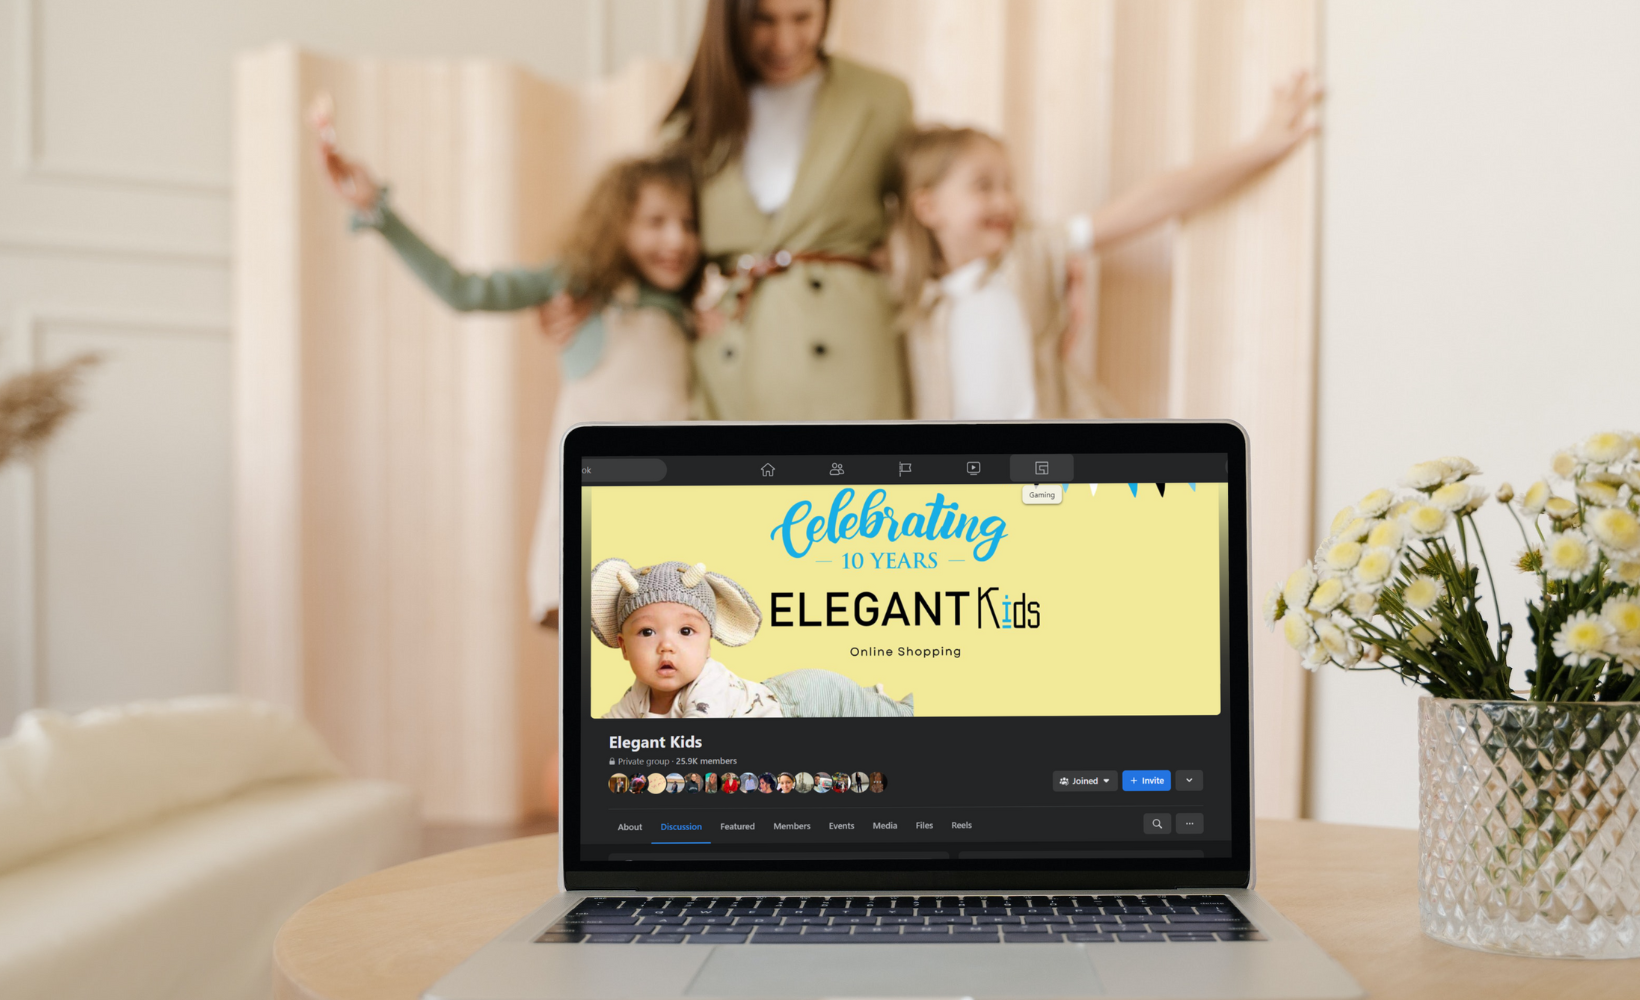 ok
Gaming
Celebrating
10 YEARS
ELEGANT Kids
Online Shopping
Elegant Kids
Private group · 25.9K members
Joined
+ Invite
About Discussion Featured Members Events Media Files Reels